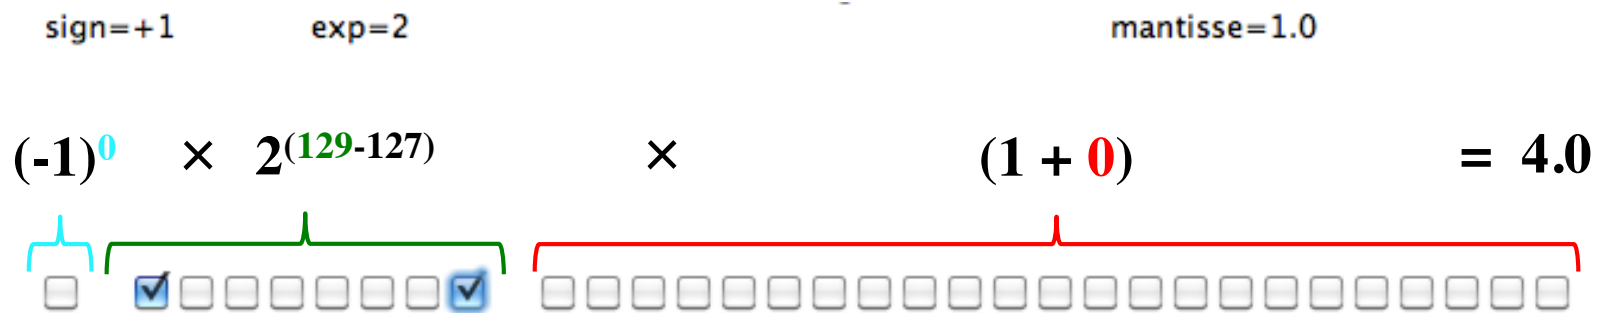 sign=+1 exp=2 mantisse=1.0
(-1)⁰ × 2⁽¹²⁹⁻¹²⁷⁾ × (1 + 0) = 4.0